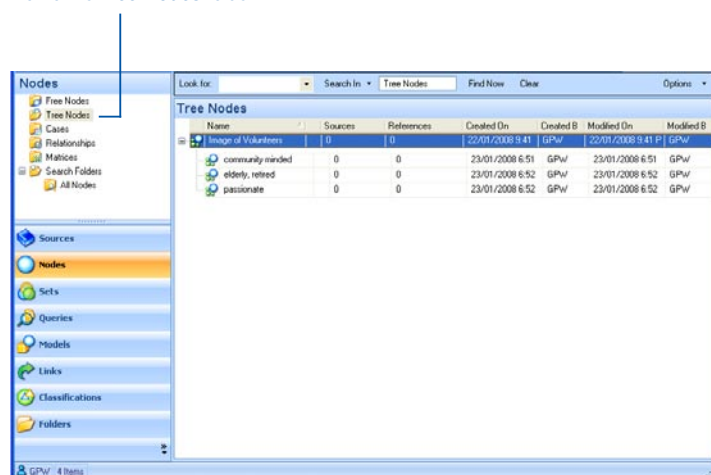 Nodes
Free Nodes
Tree Nodes
Cases
Relationships
Matrices
Search Folders
All Nodes
Sources
Nodes
Sets
Queries
Models
Links
Classifications
Folders
GPW 4 Items
Look for: Search In Tree Nodes Find Now Clear Options
Tree Nodes
Name Sources References Created On Created B Modified On Modified B
Image of Volunteers 0 0 22/01/2008 9:41 GPW 22/01/2008 9:41 P GPW
community minded 0 0 23/01/2008 6:51 GPW 23/01/2008 6:51 GPW
elderly, retired 0 0 23/01/2008 6:52 GPW 23/01/2008 6:52 GPW
passionate 0 0 23/01/2008 6:52 GPW 23/01/2008 6:52 GPW